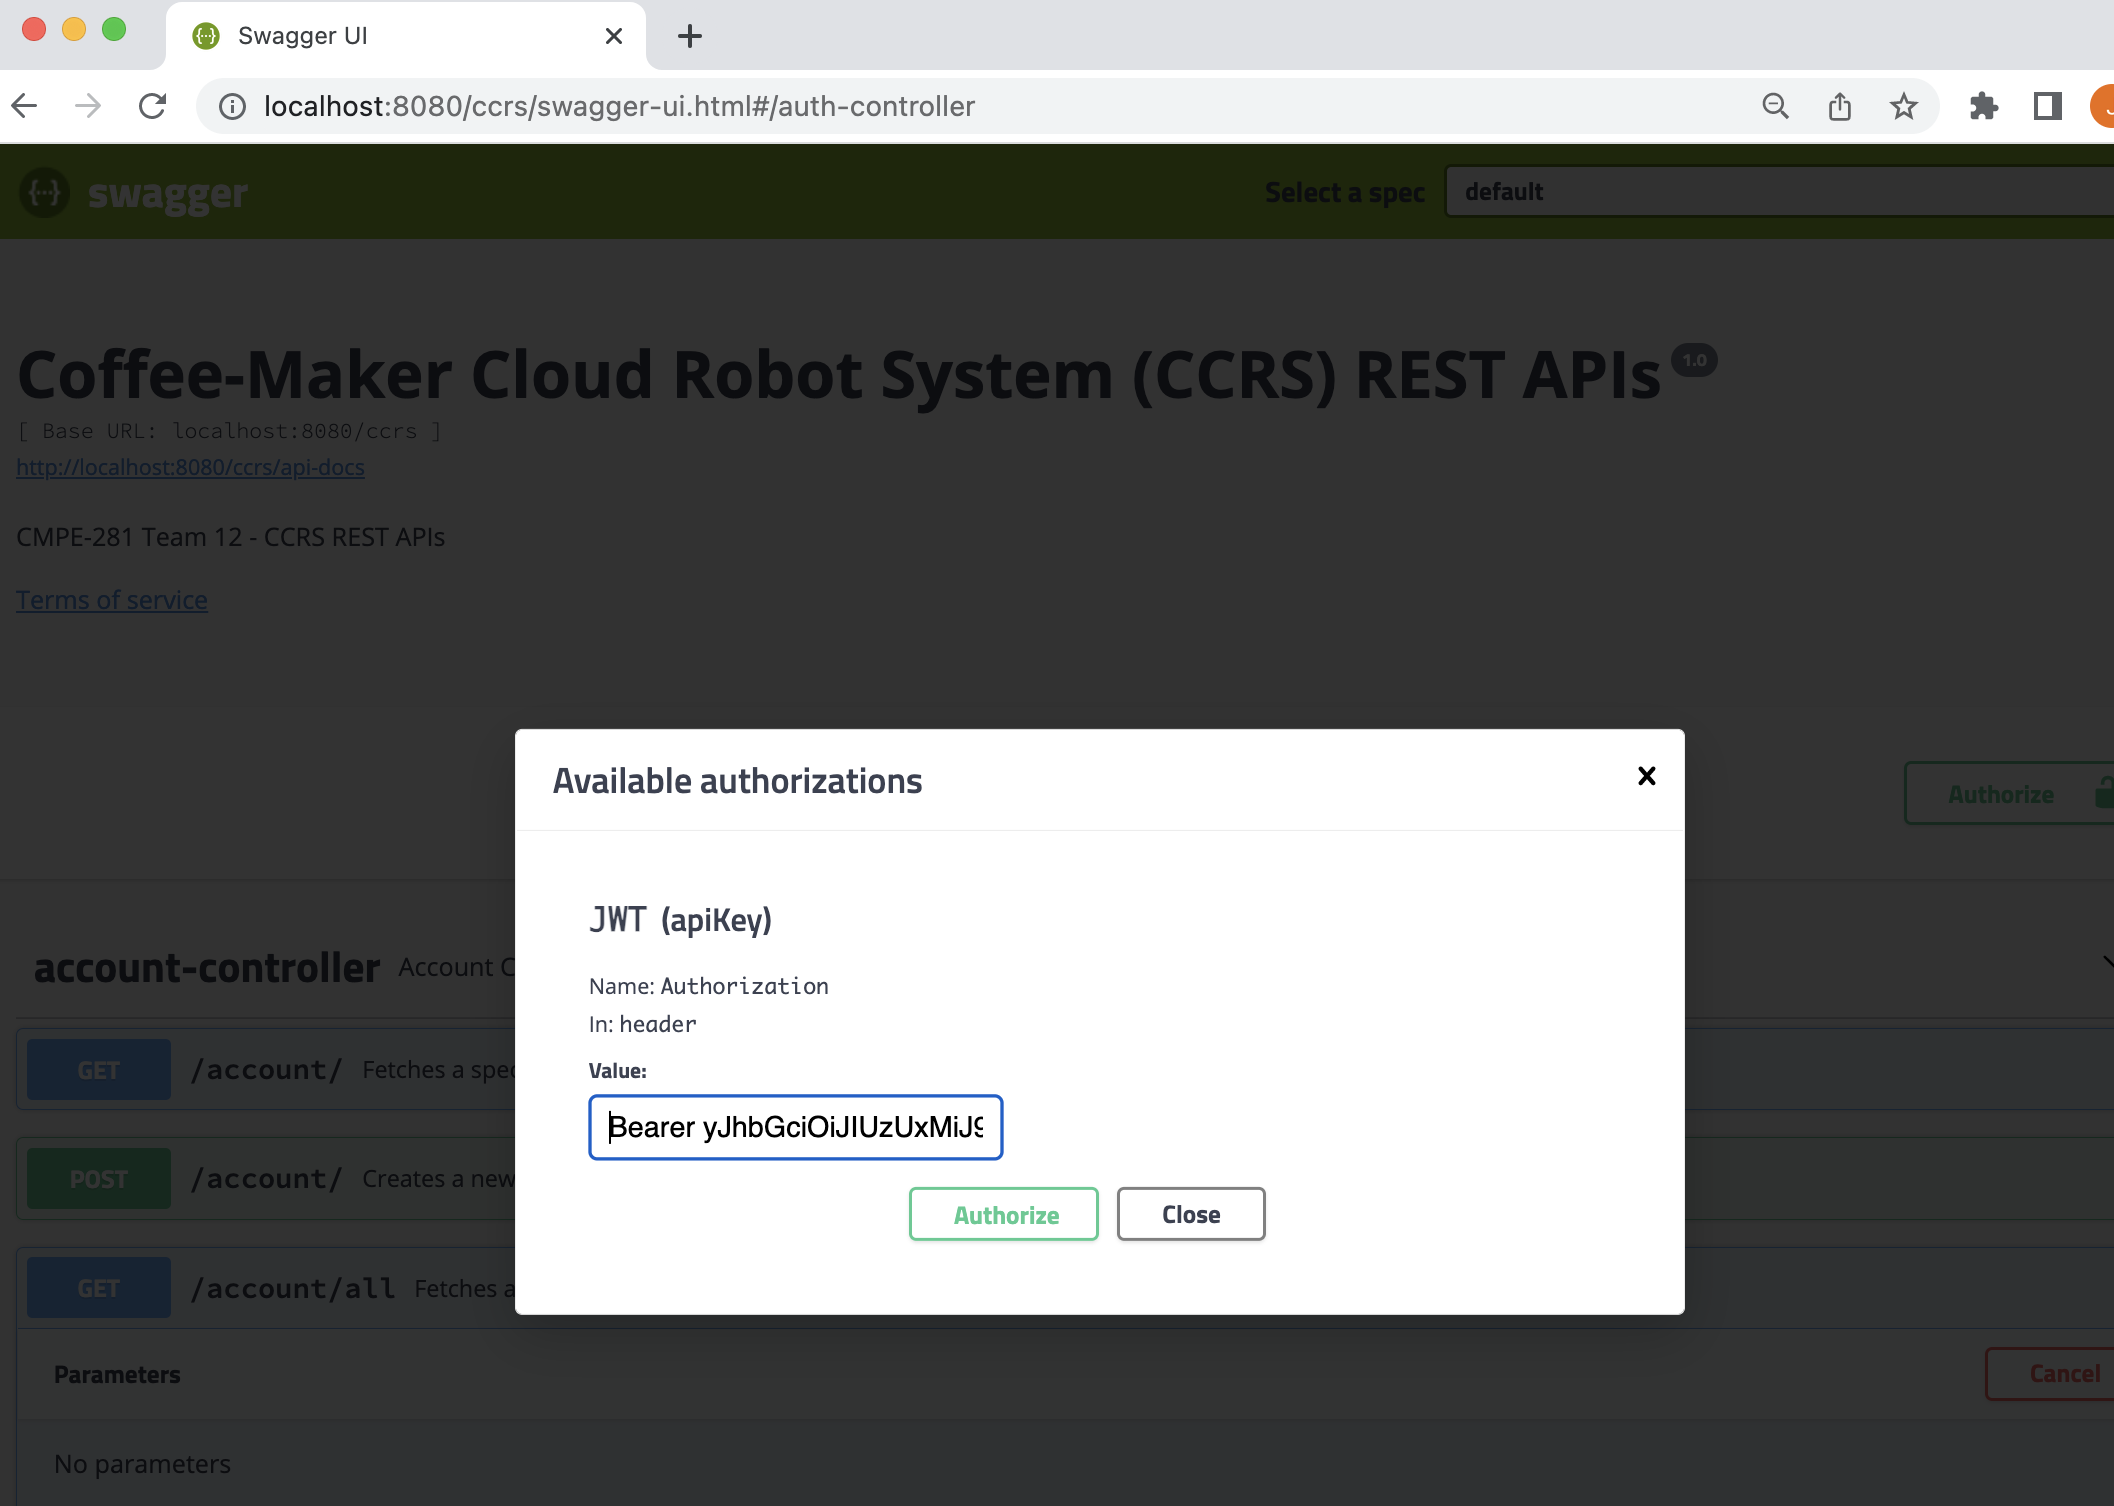 Swagger UI
localhost:8080/ccrs/swagger-ui.html#/auth-controller
{···} swagger
Select a spec
default
Coffee-Maker Cloud Robot System (CCRS) REST APIs 1.0
[ Base URL: localhost:8080/ccrs ]
http://localhost:8080/ccrs/api-docs
CMPE-281 Team 12 - CCRS REST APIs
Terms of service
Authorize
Available authorizations
JWT (apiKey)
Name: Authorization
In: header
Value:
Bearer yJhbGciOiJIUzUxMiJ9
Authorize
Close
account-controller Account C
GET /account/ Fetches a spec
POST /account/ Creates a new
GET /account/all Fetches a
Parameters
Cancel
No parameters